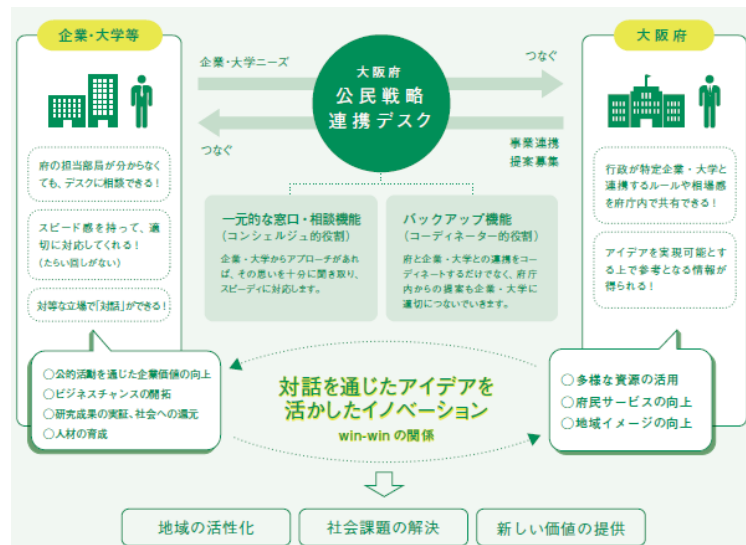 企業・大学等
企業・大学ニーズ
つなぐ
大阪府
公民戦略
連携デスク
つなぐ
事業連携
提案募集
大阪府
府の担当部局が分からなく
ても、デスクに相談できる！
スピード感を持って、適
切に対応してくれる！
（たらい回しがない）
対等な立場で「対話」ができる！
一元的な窓口・相談機能
（コンシェルジュ的役割）
企業・大学からアプローチがあ
れば、その思いを十分に聞き取り、
スピーディに対応します。
バックアップ機能
（コーディネーター的役割）
府と企業・大学との連携をコー
ディネートするだけでなく、府庁
内からの提案も企業・大学に
適切につないでいきます。
行政が特定企業・大学と
連携するルールや相場感
を府庁内で共有できる！
アイデアを実現可能とす
る上で参考となる情報が
得られる！
○公的活動を通じた企業価値の向上
○ビジネスチャンスの開拓
○研究成果の実証、社会への還元
○人材の育成
対話を通じたアイデアを
活かしたイノベーション
win-winの関係
○多様な資源の活用
○府民サービスの向上
○地域イメージの向上
地域の活性化
社会課題の解決
新しい価値の提供